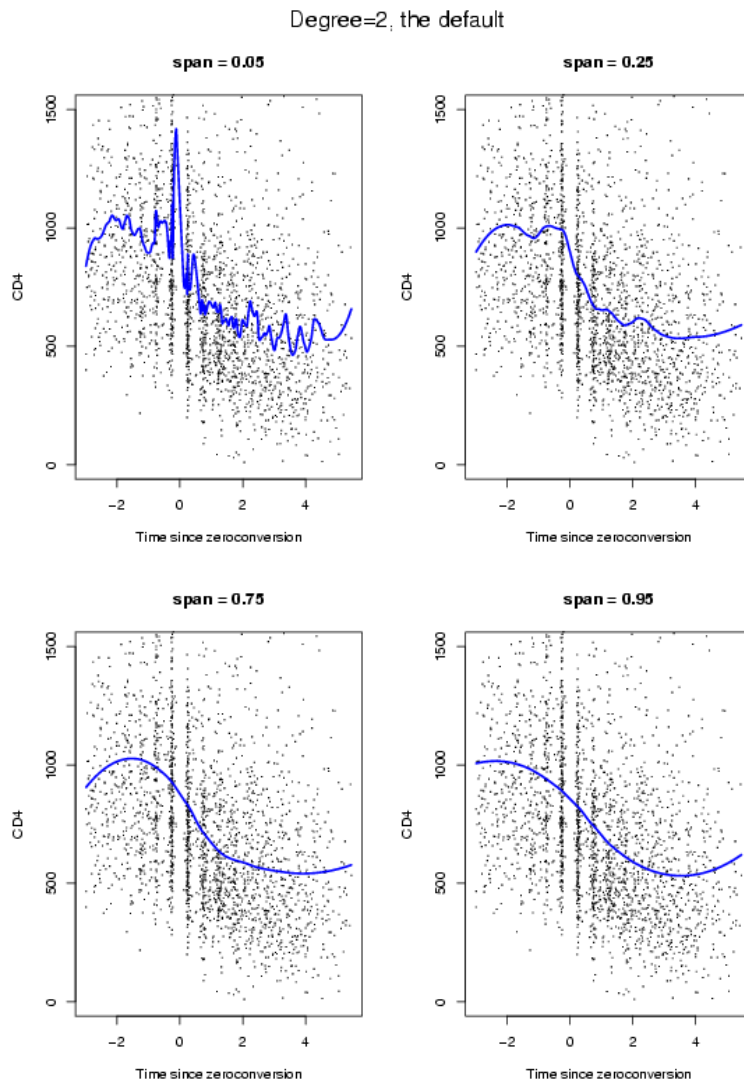 Degree=2, the default
span = 0.05
1500
1000
500
0
CD4
-2 0 2 4
Time since zeroconversion
span = 0.25
1500
1000
500
0
CD4
-2 0 2 4
Time since zeroconversion
span = 0.75
1500
1000
500
0
CD4
-2 0 2 4
Time since zeroconversion
span = 0.95
1500
1000
500
0
CD4
-2 0 2 4
Time since zeroconversion